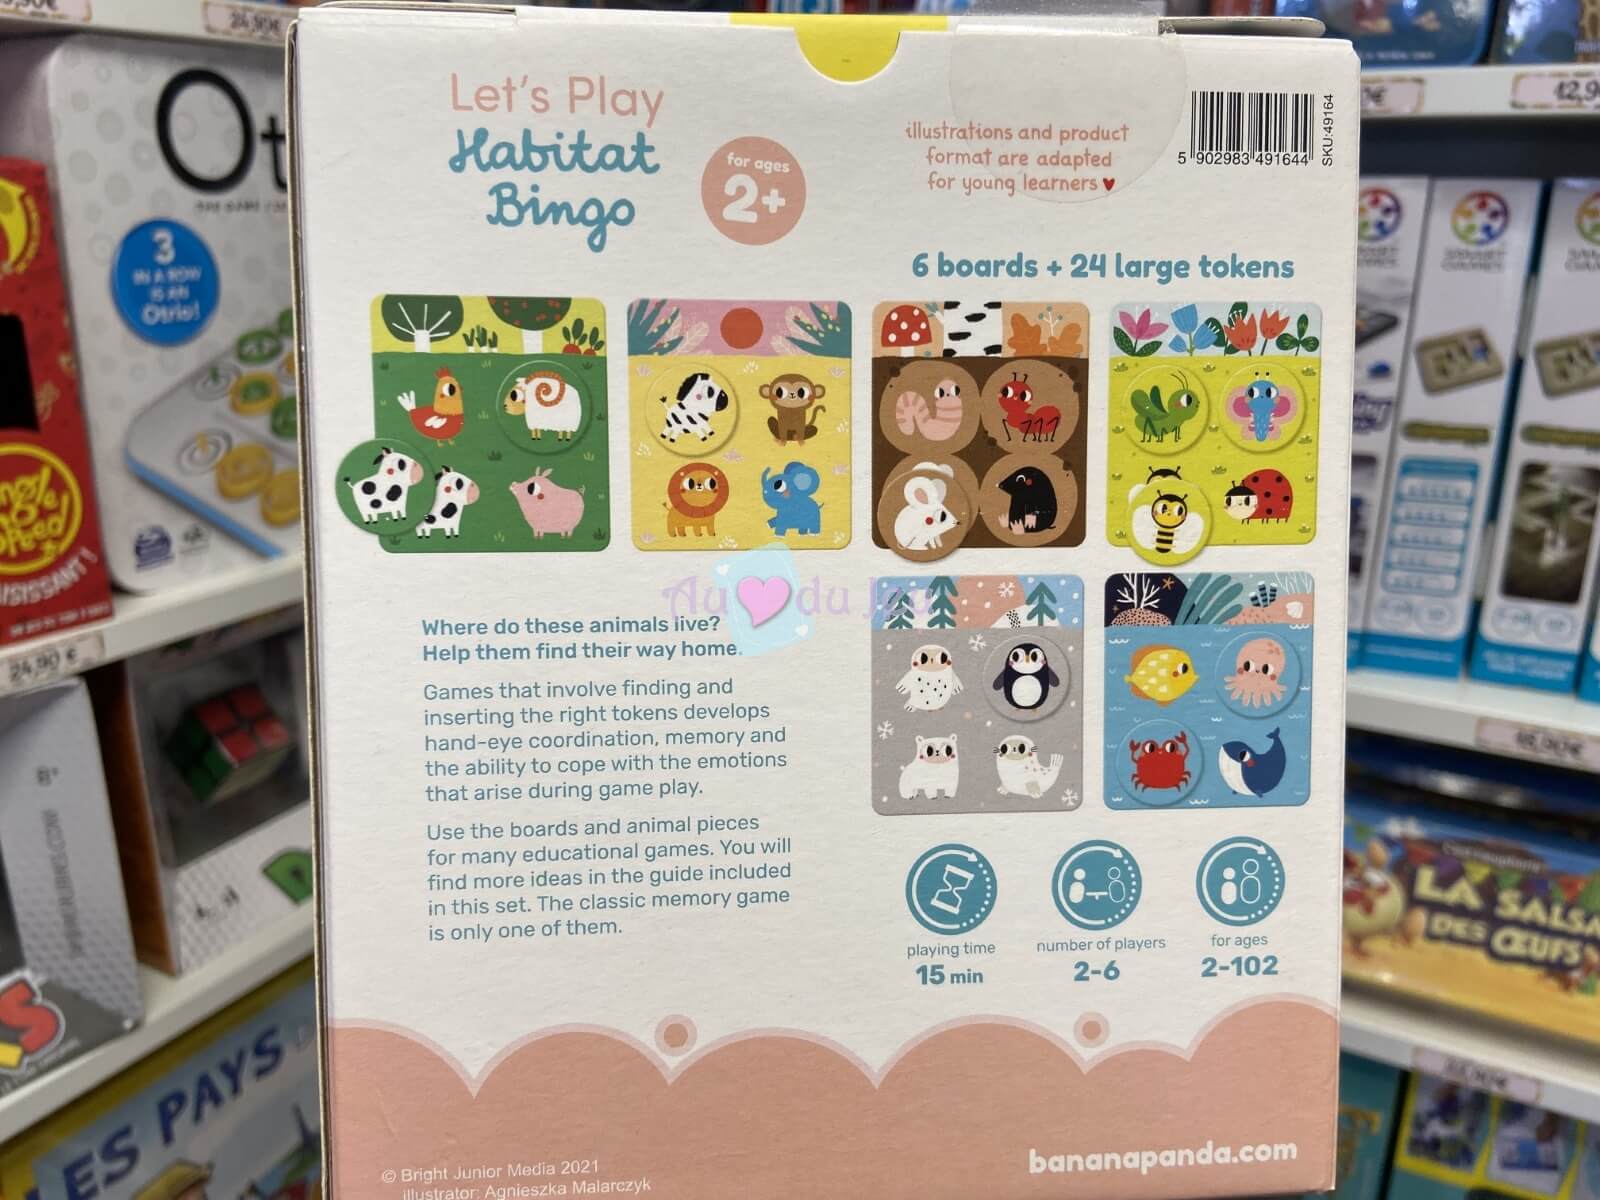 Let's Play
Habitat
Bingo
for ages
2+
illustrations and product
format are adapted
for young learners ♥
5 902983 491644
SKU:49164
6 boards + 24 large tokens
Where do these animals live?
Help them find their way home.
Games that involve finding and
inserting the right tokens develops
hand-eye coordination, memory and
the ability to cope with the emotions
that arise during game play.
Use the boards and animal pieces
for many educational games. You will
find more ideas in the guide included
in this set. The classic memory game
is only one of them.
playing time
15 min
number of players
2-6
for ages
2-102
© Bright Junior Media 2021
illustrator: Agnieszka Malarczyk
bananapanda.com
Au du Jeu
3
IN A ROW
IS AN
Otrio!
24,90 €
LA SALSA
DES ŒUFS
PAYS